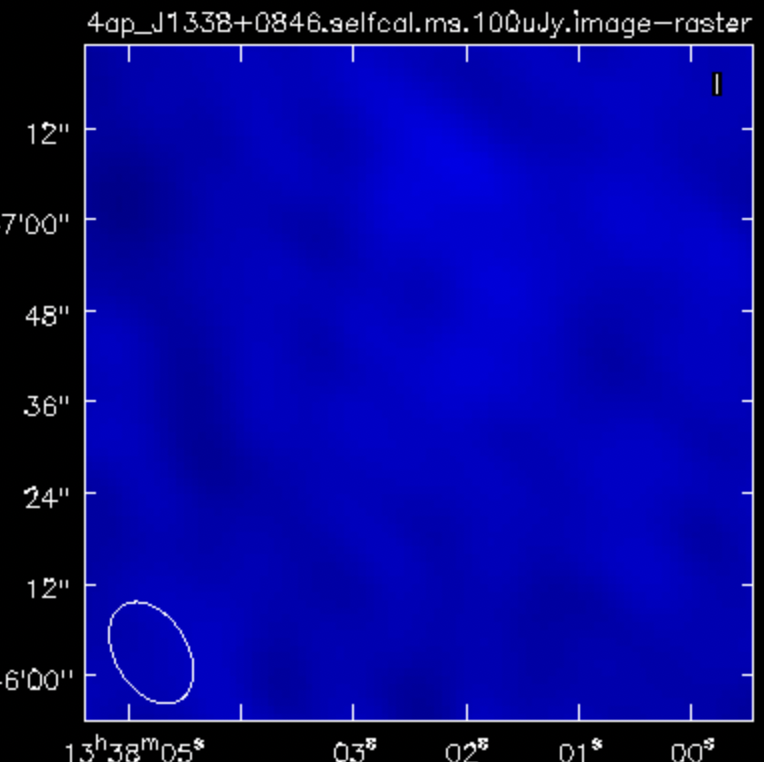 4ap_J1338+0846.selfcal.ms.100uJy.image-raster
I
12"
7'00"
48"
36"
24"
12"
6'00"
13ʰ38ᵐ05ˢ 03ˢ 02ˢ 01ˢ 00ˢ